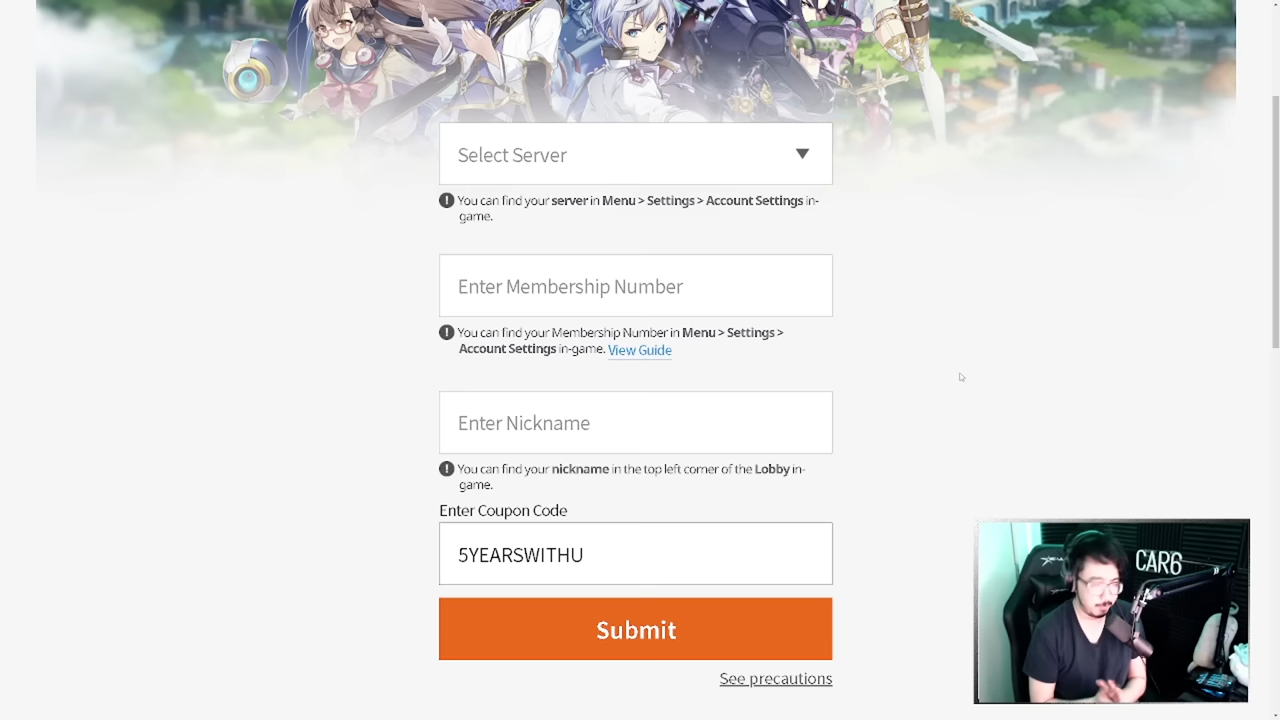 Select Server
You can find your server in Menu > Settings > Account Settings in-
game.
Enter Membership Number
You can find your Membership Number in Menu > Settings >
Account Settings in-game. View Guide
Enter Nickname
You can find your nickname in the top left corner of the Lobby in-
game.
Enter Coupon Code
5YEARSWITHU
Submit
See precautions
CAR6